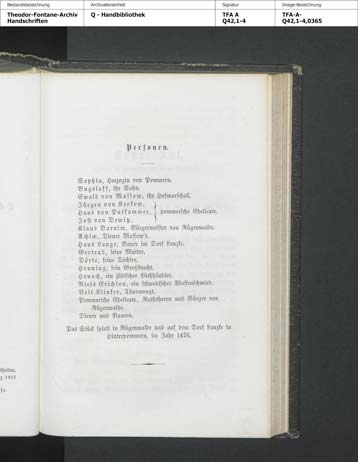 Bestandsbezeichnung
Archivalieneinheit
Signatur
Image-Bezeichnung
Theodor-Fontane-Archiv
Handschriften
Q - Handbibliothek
TFA A
Q42,1-4
TFA-A-
Q42,1-4,0365
Personen.
Sophia, Herzogin von Pommern.
Bugslaff, ihr Sohn.
Ewald von Massow, Ihr Hofmarschall.
Jürgen von Krokow,
Hans von Putkammer, pommersche Edelleute.
Jost von Dewitz,
Klaus Barnim, Bürgermeister von Rügenwalde.
Achim, Diener Massow's.
Hans Lange, Bauer im Dorf Lanzke.
Gertrud, seine Mutter.
Dörte, seine Tochter.
Henning, sein Großknecht.
Henoch, ein jüdischer Viehhändler.
Niels Erichson, ein schwedischer Waffenschmied.
Veit Klinker, Thurmvogt.
Pommersche Edelleute, Rathsherren und Bürger von
Rügenwalde.
Diener und Bauern.
Das Stück spielt in Rügenwalde und auf dem Dorf Lanzke in
Hinterpommern, im Jahr 1476.